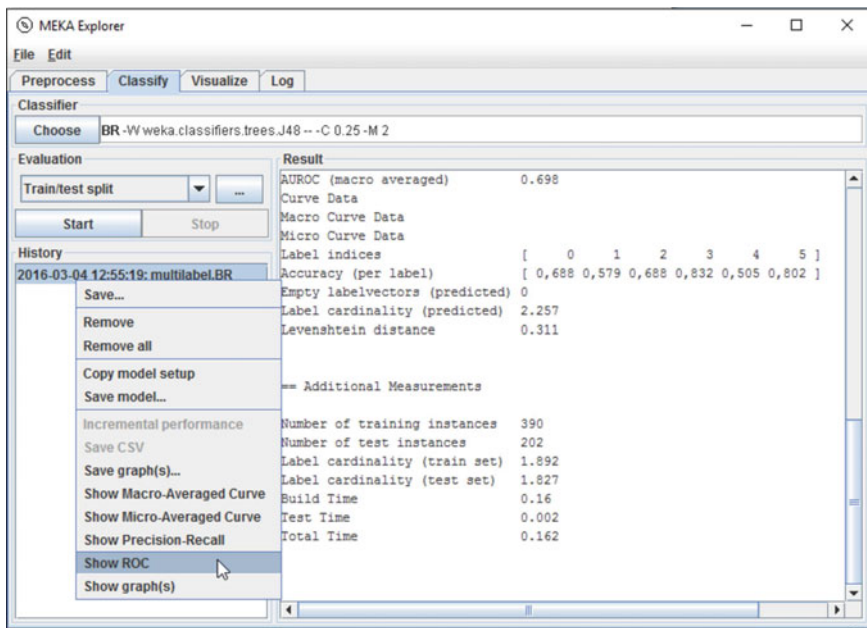 MEKA Explorer
File Edit
Preprocess Classify Visualize Log
Classifier
Choose BR -W weka.classifiers.trees.J48 -- -C 0.25 -M 2
Evaluation
Train/test split ...
Start Stop
History
2016-03-04 12:55:19: multilabel.BR
Save...
Remove
Remove all
Copy model setup
Save model...
Incremental performance
Save CSV
Save graph(s)...
Show Macro-Averaged Curve
Show Micro-Averaged Curve
Show Precision-Recall
Show ROC
Show graph(s)
Result
AUROC (macro averaged) 0.698
Curve Data
Macro Curve Data
Micro Curve Data
Label indices [ 0 1 2 3 4 5 ]
Accuracy (per label) [ 0,688 0,579 0,688 0,832 0,505 0,802 ]
Empty labelvectors (predicted) 0
Label cardinality (predicted) 2.257
Levenshtein distance 0.311
== Additional Measurements
Number of training instances 390
Number of test instances 202
Label cardinality (train set) 1.892
Label cardinality (test set) 1.827
Build Time 0.16
Test Time 0.002
Total Time 0.162